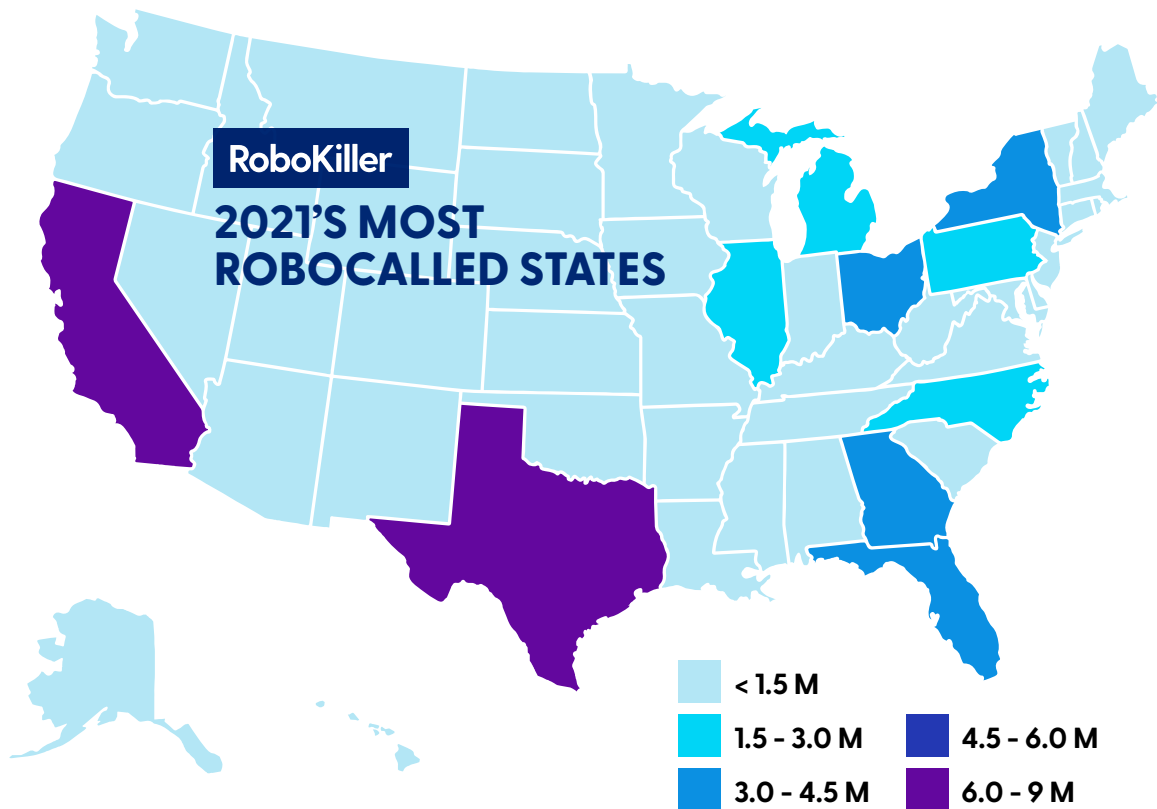 RoboKiller
2021'S MOST
ROBOCALLED STATES
< 1.5 M
1.5 - 3.0 M
3.0 - 4.5 M
4.5 - 6.0 M
6.0 - 9 M